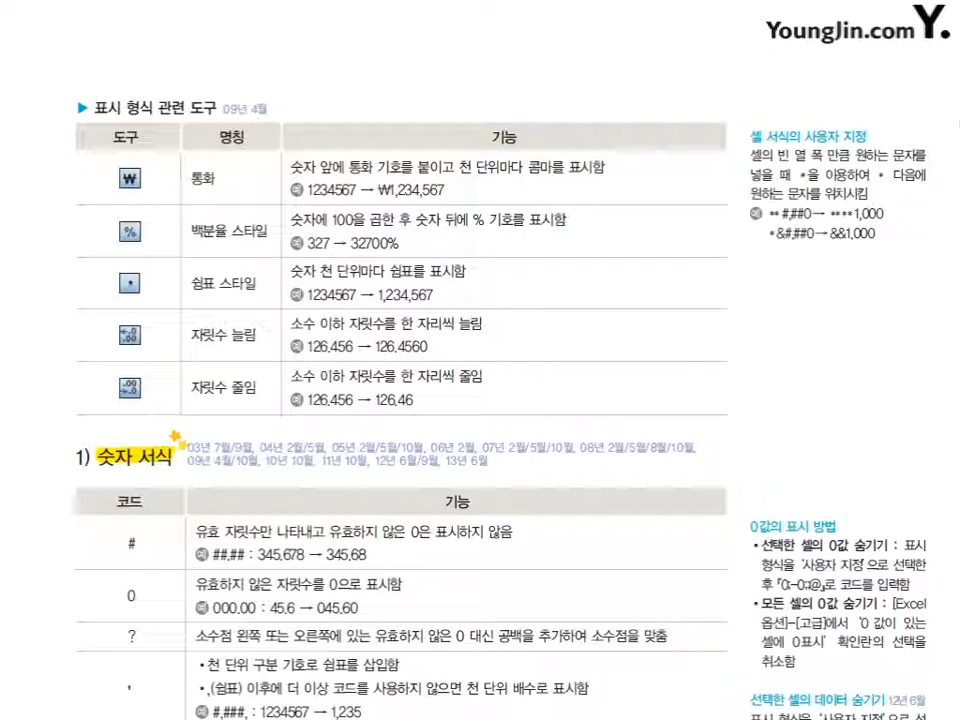 YoungJin.com Y.
▶ 표시 형식 관련 도구 09년 4월
도구 명칭 기능
₩ 통화 숫자 앞에 통화 기호를 붙이고 천 단위마다 콤마를 표시함
예 1234567 → ₩1,234,567
% 백분율 스타일 숫자에 100을 곱한 후 숫자 뒤에 % 기호를 표시함
예 327 → 32700%
, 쉼표 스타일 숫자 천 단위마다 쉼표를 표시함
예 1234567 → 1,234,567
자릿수 늘림 소수 이하 자릿수를 한 자리씩 늘림
예 126.456 → 126.4560
자릿수 줄임 소수 이하 자릿수를 한 자리씩 줄임
예 126.456 → 126.46
셀 서식의 사용자 지정
셀의 빈 열 폭 만큼 원하는 문자를
넣을 때 *을 이용하여 * 다음에
원하는 문자를 위치시킴
예 **#,##0→ ****1,000
*&#,##0→&&1,000
1) 숫자 서식
03년 7월/9월, 04년 2월/5월, 05년 2월/5월/10월, 06년 2월, 07년 2월/5월/10월, 08년 2월/5월/8월/10월,
09년 4월/10월, 10년 10월, 11년 10월, 12년 6월/9월, 13년 6월
코드 기능
# 유효 자릿수만 나타내고 유효하지 않은 0은 표시하지 않음
예 ##.## : 345.678 → 345.68
0 유효하지 않은 자릿수를 0으로 표시함
예 000.00 : 45.6 → 045.60
? 소수점 왼쪽 또는 오른쪽에 있는 유효하지 않은 0 대신 공백을 추가하여 소수점을 맞춤
, •천 단위 구분 기호로 쉼표를 삽입함
•,(쉼표) 이후에 더 이상 코드를 사용하지 않으면 천 단위 배수로 표시함
예 #,###, : 1234567 → 1,235
0값의 표시 방법
•선택한 셀의 0값 숨기기 : 표시
형식을 '사용자 지정'으로 선택한
후 『0;-0;;@』로 코드를 입력함
•모든 셀의 0값 숨기기 : [Excel
옵션]-[고급]에서 '0 값이 있는
셀에 0표시' 확인란의 선택을
취소함
선택한 셀의 데이터 숨기기 12년 6월
표시 형식을 '사용자 지정'으로 선